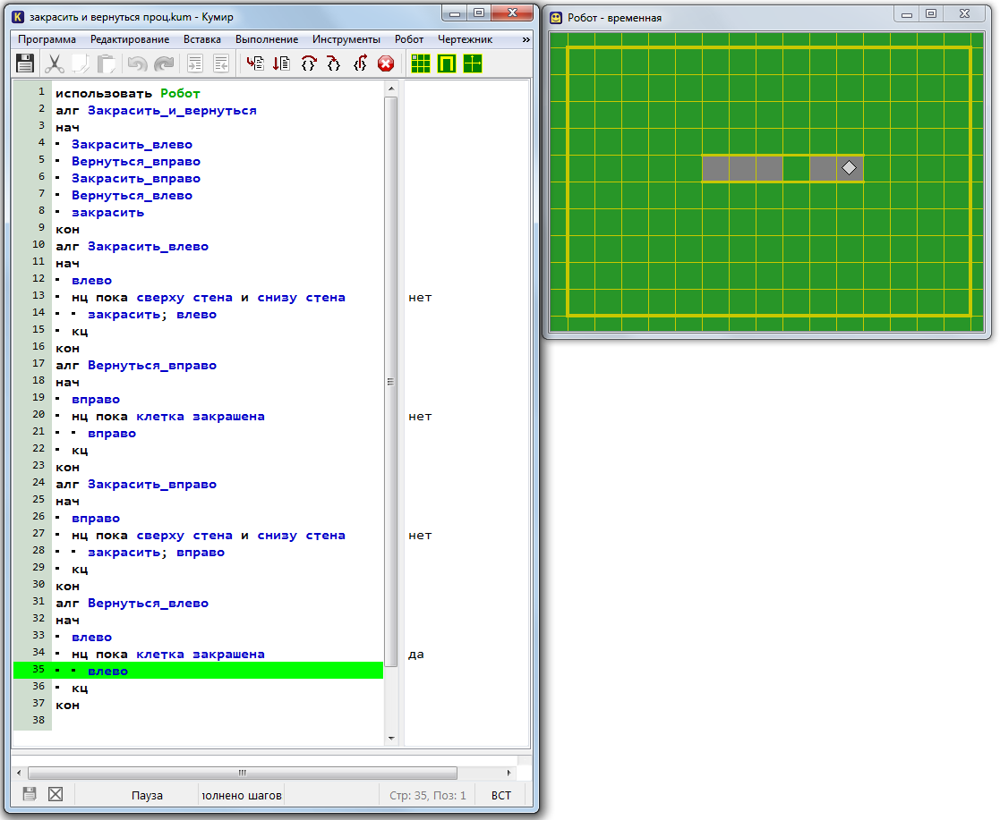 закрасить и вернуться проц.kum - Кумир
Программа Редактирование Вставка Выполнение Инструменты Робот Чертежник »
1 использовать Робот
2 алг Закрасить_и_вернуться
3 нач
4 Закрасить_влево
5 Вернуться_вправо
6 Закрасить_вправо
7 Вернуться_влево
8 закрасить
9 кон
10 алг Закрасить_влево
11 нач
12 влево
13 нц пока сверху стена и снизу стена нет
14 закрасить; влево
15 кц
16 кон
17 алг Вернуться_вправо
18 нач
19 вправо
20 нц пока клетка закрашена нет
21 вправо
22 кц
23 кон
24 алг Закрасить_вправо
25 нач
26 вправо
27 нц пока сверху стена и снизу стена нет
28 закрасить; вправо
29 кц
30 кон
31 алг Вернуться_влево
32 нач
33 влево
34 нц пока клетка закрашена да
35 влево
36 кц
37 кон
38
Пауза олнено шагов Стр: 35, Поз: 1 ВСТ
Робот - временная